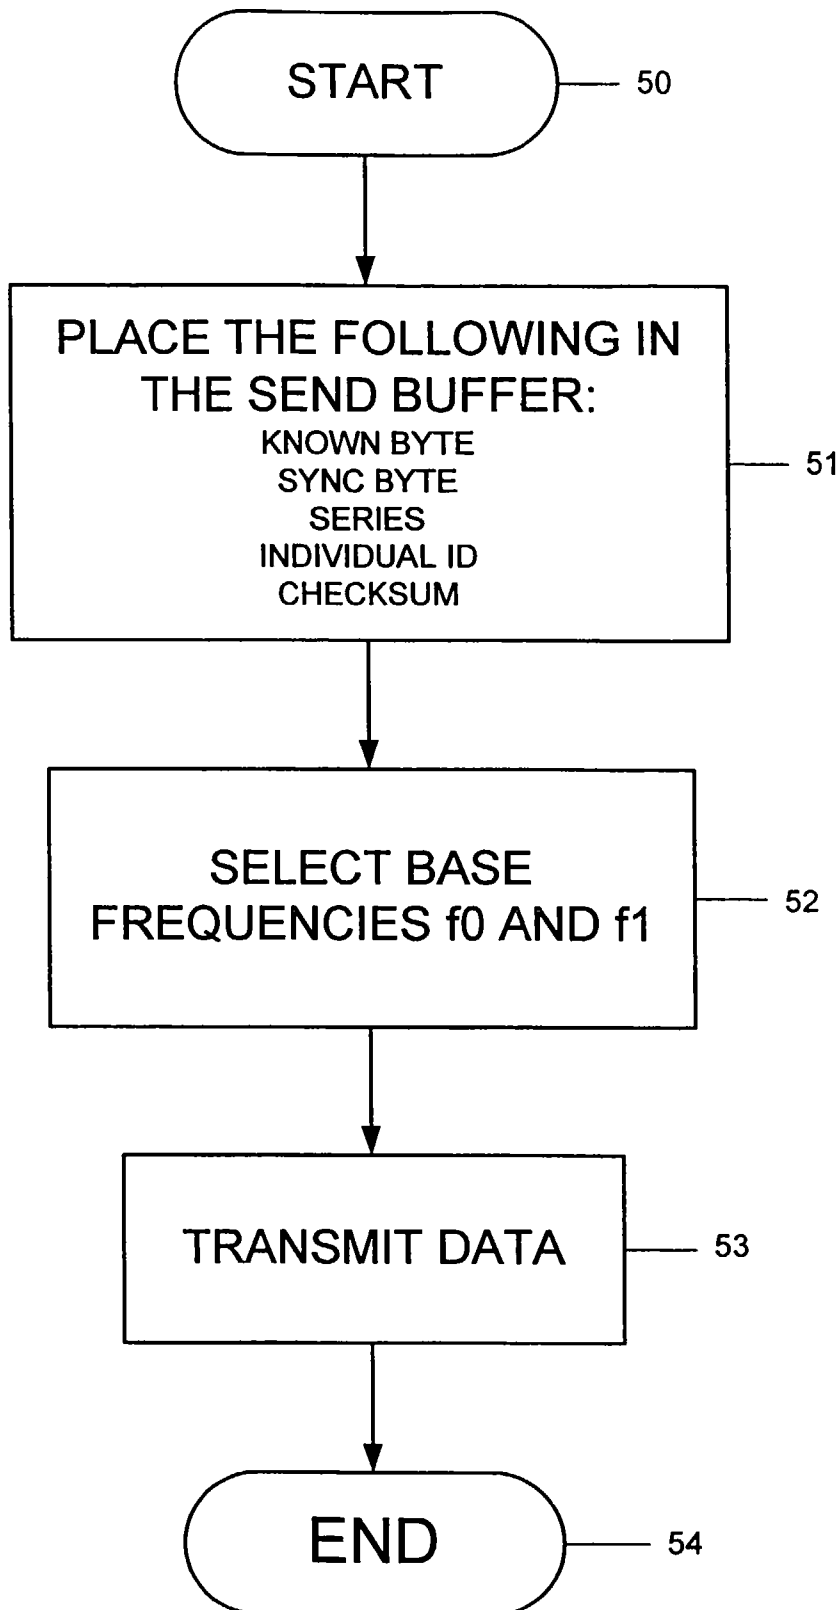 START
50
PLACE THE FOLLOWING IN
THE SEND BUFFER:
KNOWN BYTE
SYNC BYTE
SERIES
INDIVIDUAL ID
CHECKSUM
51
SELECT BASE
FREQUENCIES f0 AND f1
52
TRANSMIT DATA
53
END
54